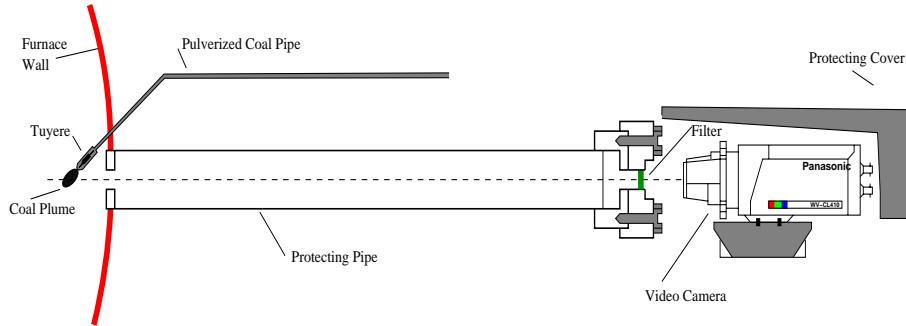 Furnace
Wall
Pulverized Coal Pipe
Protecting Cover
Tuyere
Filter
Panasonic
Coal Plume
WV-CL410
Protecting Pipe
Video Camera